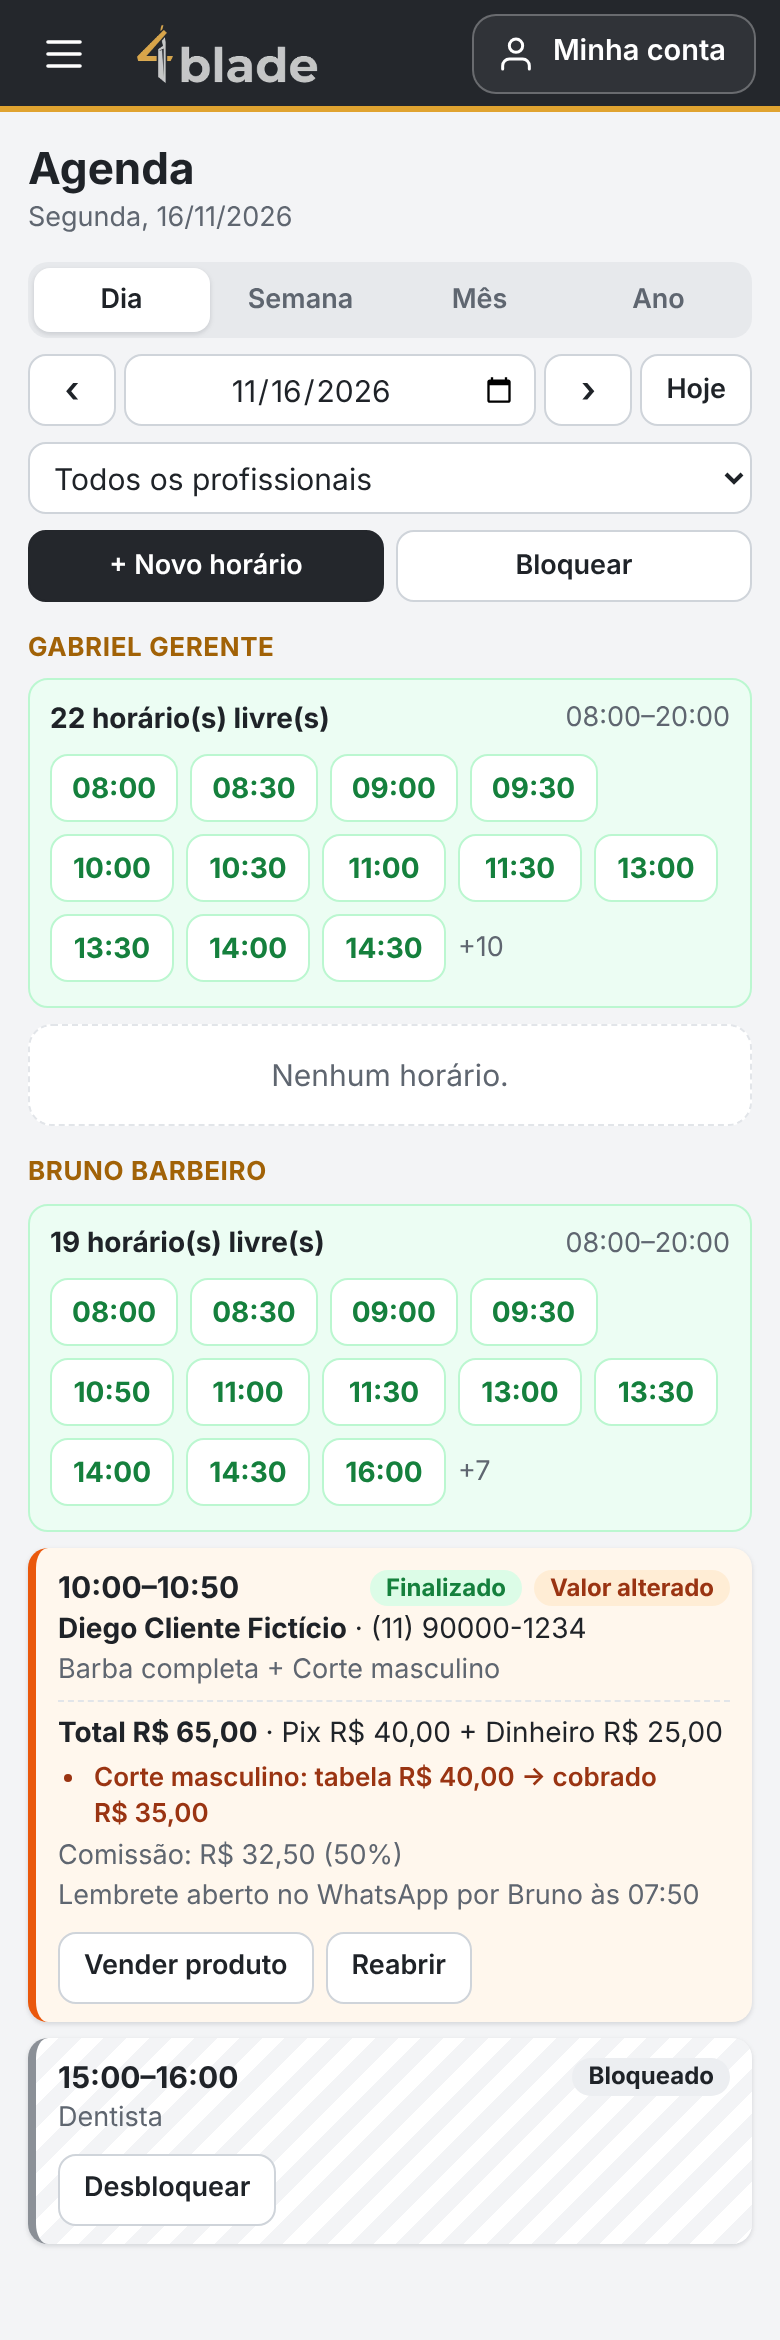 4blade
Minha conta
Agenda
Segunda, 16/11/2026
Dia Semana Mês Ano
‹ 11/16/2026 › Hoje
Todos os profissionais
+ Novo horário Bloquear
GABRIEL GERENTE
22 horário(s) livre(s) 08:00–20:00
08:00 08:30 09:00 09:30
10:00 10:30 11:00 11:30 13:00
13:30 14:00 14:30 +10
Nenhum horário.
BRUNO BARBEIRO
19 horário(s) livre(s) 08:00–20:00
08:00 08:30 09:00 09:30
10:50 11:00 11:30 13:00 13:30
14:00 14:30 16:00 +7
10:00–10:50 Finalizado Valor alterado
Diego Cliente Fictício · (11) 90000-1234
Barba completa + Corte masculino
Total R$ 65,00 · Pix R$ 40,00 + Dinheiro R$ 25,00
• Corte masculino: tabela R$ 40,00 → cobrado
R$ 35,00
Comissão: R$ 32,50 (50%)
Lembrete aberto no WhatsApp por Bruno às 07:50
Vender produto Reabrir
15:00–16:00 Bloqueado
Dentista
Desbloquear